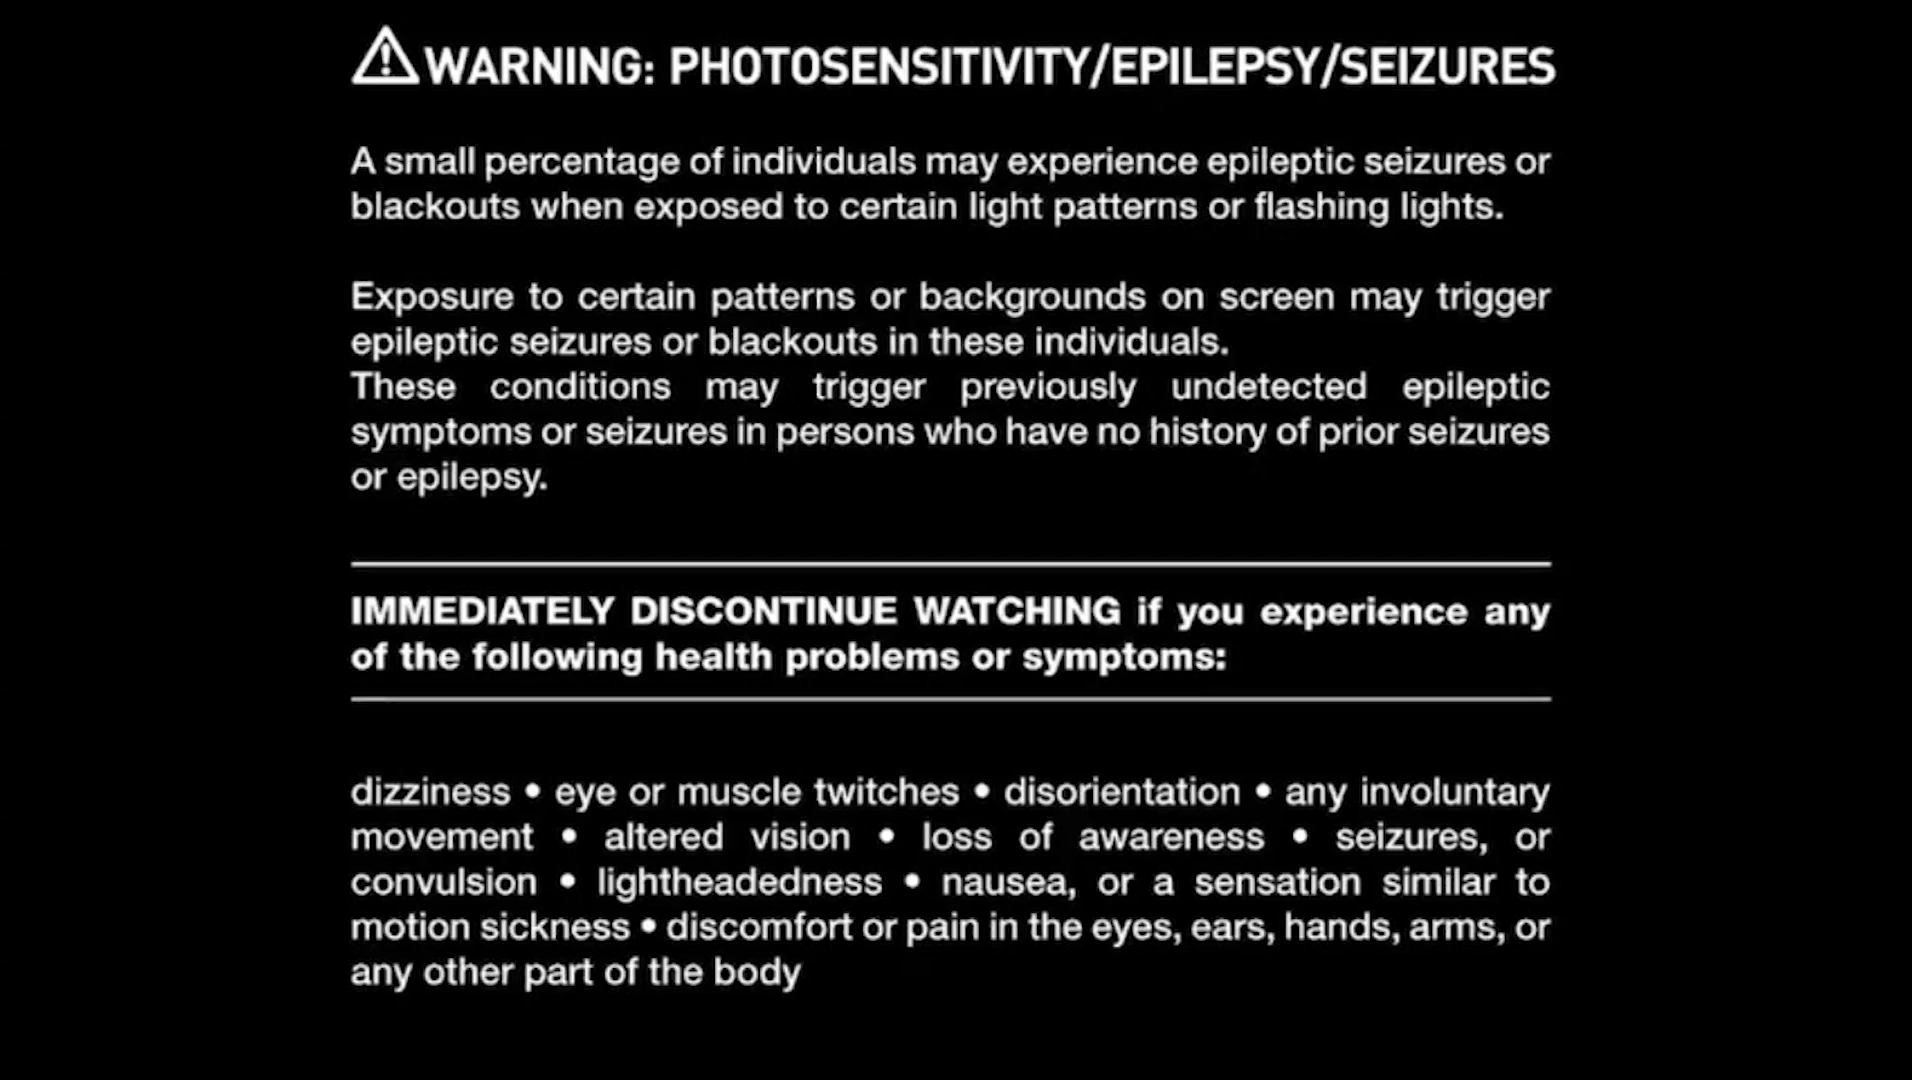 WARNING: PHOTOSENSITIVITY/EPILEPSY/SEIZURES
A small percentage of individuals may experience epileptic seizures or
blackouts when exposed to certain light patterns or flashing lights.
Exposure to certain patterns or backgrounds on screen may trigger
epileptic seizures or blackouts in these individuals.
These conditions may trigger previously undetected epileptic
symptoms or seizures in persons who have no history of prior seizures
or epilepsy.
IMMEDIATELY DISCONTINUE WATCHING if you experience any
of the following health problems or symptoms:
dizziness • eye or muscle twitches • disorientation • any involuntary
movement • altered vision • loss of awareness • seizures, or
convulsion • lightheadedness • nausea, or a sensation similar to
motion sickness • discomfort or pain in the eyes, ears, hands, arms, or
any other part of the body